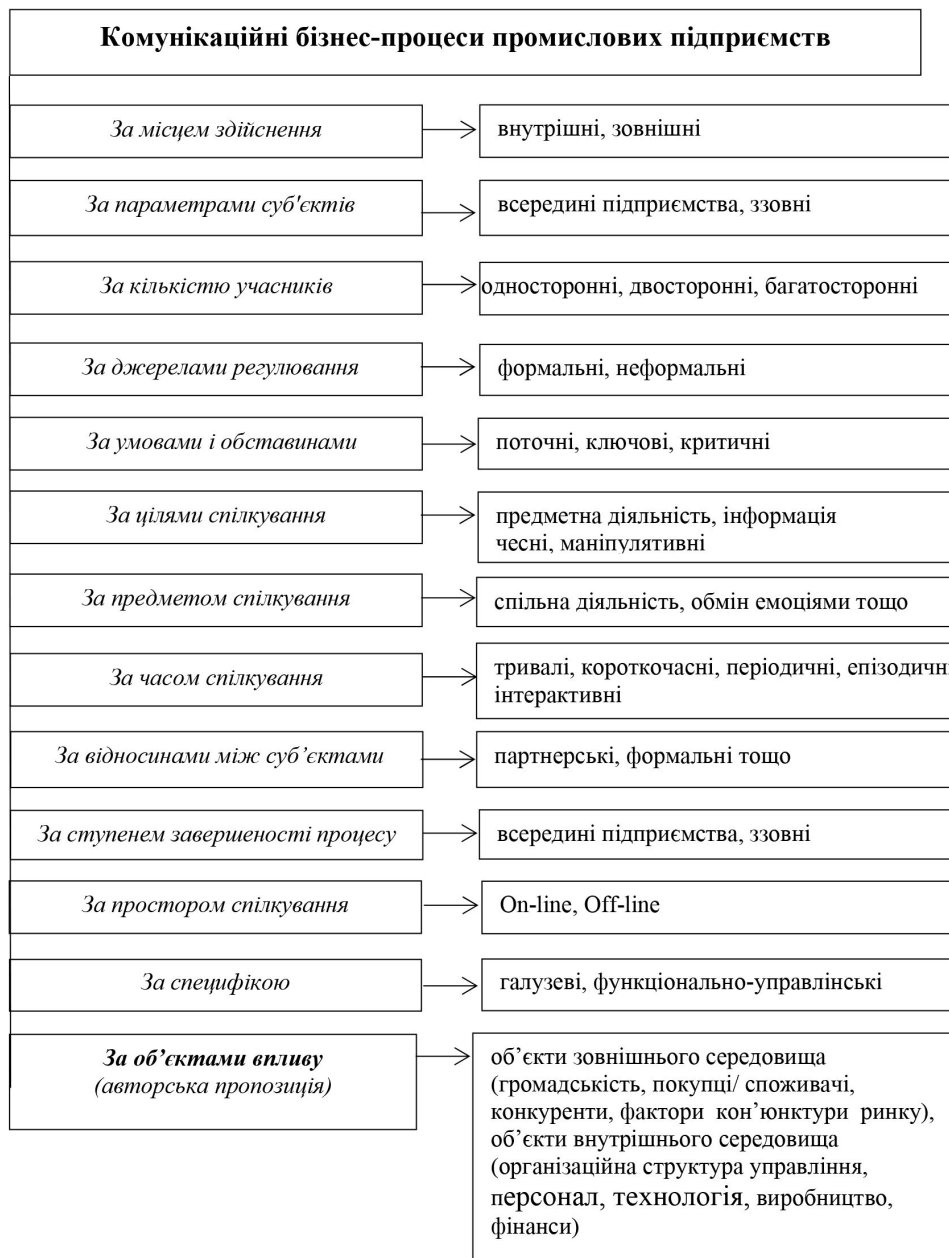 Комунікаційні бізнес-процеси промислових підприємств
За місцем здійснення
внутрішні, зовнішні
За параметрами суб'єктів
всередині підприємства, ззовні
За кількістю учасників
односторонні, двосторонні, багатосторонні
За джерелами регулювання
формальні, неформальні
За умовами і обставинами
поточні, ключові, критичні
За цілями спілкування
предметна діяльність, інформація
чесні, маніпулятивні
За предметом спілкування
спільна діяльність, обмін емоціями тощо
За часом спілкування
тривалі, короткочасні, періодичні, епізодичні
інтерактивні
За відносинами між суб’єктами
партнерські, формальні тощо
За ступенем завершеності процесу
всередині підприємства, ззовні
За простором спілкування
On-line, Off-line
За специфікою
галузеві, функціонально-управлінські
За об’єктами впливу
(авторська пропозиція)
об’єкти зовнішнього середовища
(громадськість, покупці/ споживачі,
конкуренти, фактори кон’юнктури ринку),
об’єкти внутрішнього середовища
(організаційна структура управління,
персонал, технологія, виробництво,
фінанси)